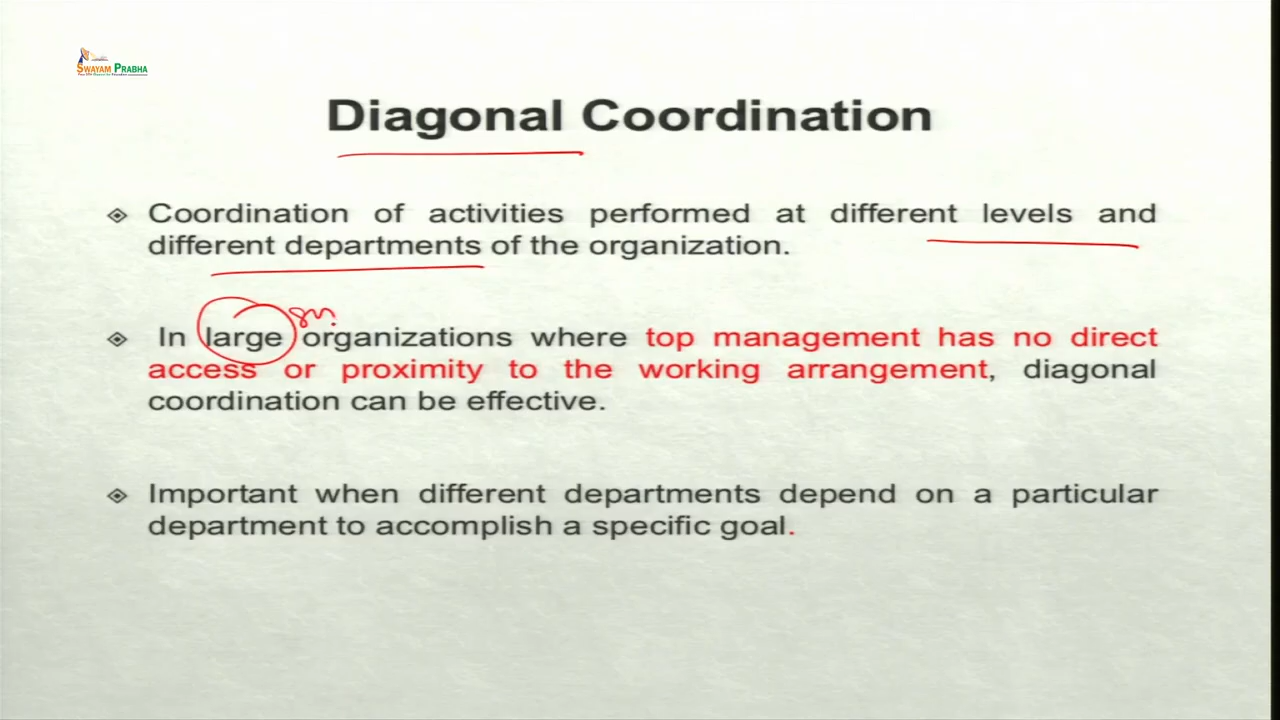 SWAYAM PRABHA
Diagonal Coordination
Coordination of activities performed at different levels and
different departments of the organization.
In large organizations where top management has no direct
access or proximity to the working arrangement, diagonal
coordination can be effective.
Important when different departments depend on a particular
department to accomplish a specific goal.